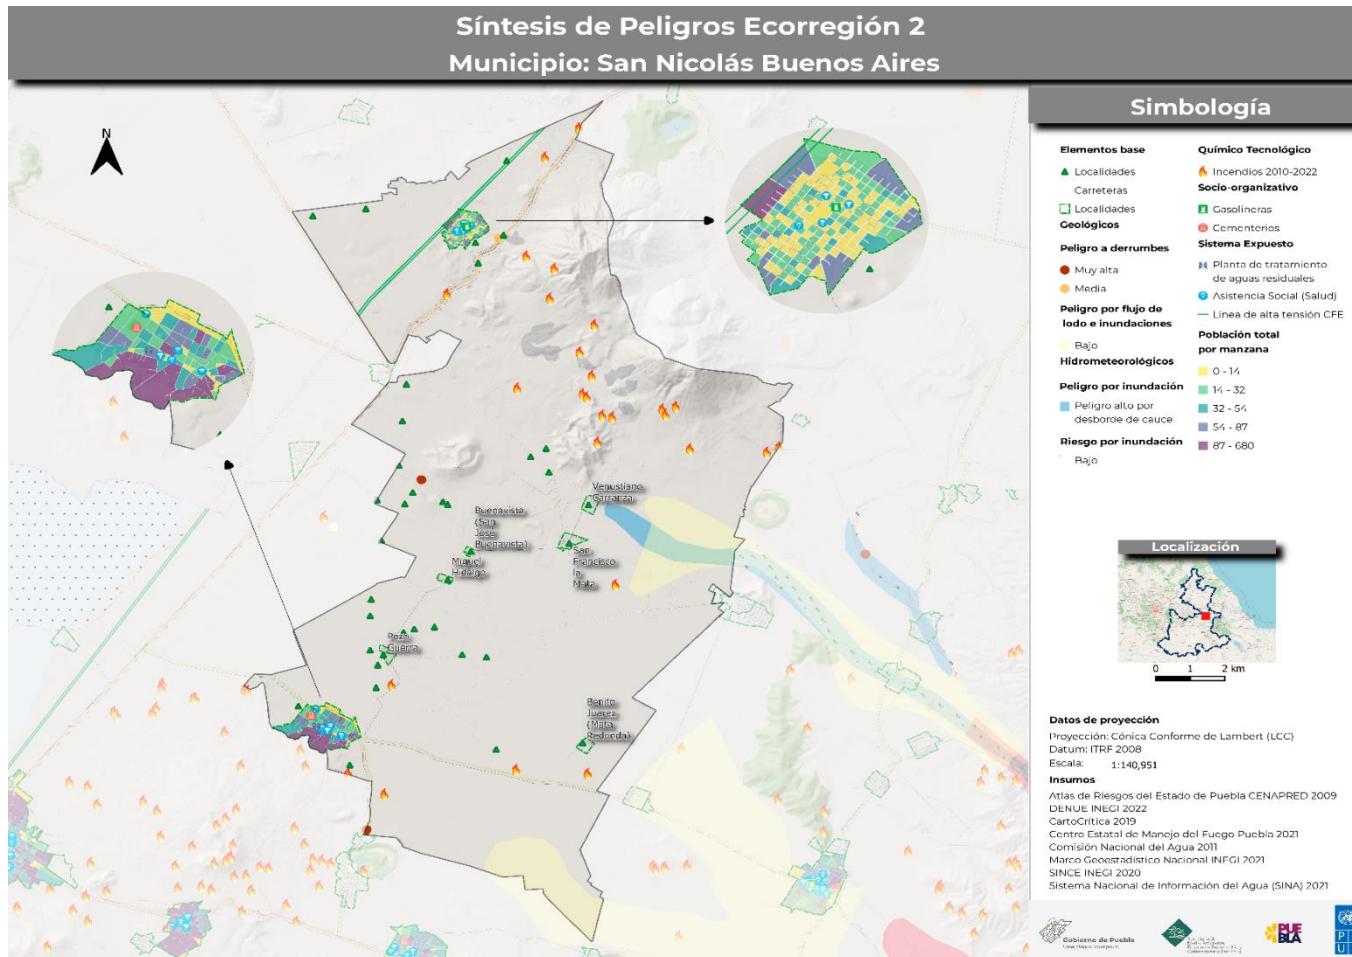 Síntesis de Peligros Ecorregión 2
Municipio: San Nicolás Buenos Aires
N
Venustiano
Carranza
Buenavista
(San
José
Buenavista)
San
Francisco
la
Mata
Miguel
Hidalgo
Pozo
Guerra
Benito
Juárez
(Mata
Redonda)
Simbología
Elementos base
Localidades
Carreteras
Localidades
Geológicos
Peligro a derrumbes
Muy alta
Media
Peligro por flujo de
lodo e inundaciones
Bajo
Hidrometeorológicos
Peligro por inundación
Peligro alto por
desborde de cauce
Riesgo por inundación
Bajo
Químico Tecnológico
Incendios 2010-2022
Socio-organizativo
Gasolineras
Cementerios
Sistema Expuesto
Planta de tratamiento
de aguas residuales
Asistencia Social (Salud)
Línea de alta tensión CFE
Población total
por manzana
0 - 14
14 - 32
32 - 54
54 - 87
87 - 680
Localización
0 1 2 km
Datos de proyección
Proyección: Cónica Conforme de Lambert (LCC)
Datum: ITRF 2008
Escala: 1:140,951
Insumos
Atlas de Riesgos del Estado de Puebla CENAPRED 2009
DENUE INEGI 2022
CartoCrítica 2019
Centro Estatal de Manejo del Fuego Puebla 2021
Comisión Nacional del Agua 2011
Marco Geoestadístico Nacional INEGI 2021
SINCE INEGI 2020
Sistema Nacional de Información del Agua (SINA) 2021
Gobierno de Puebla
PUE
BLA
P
U